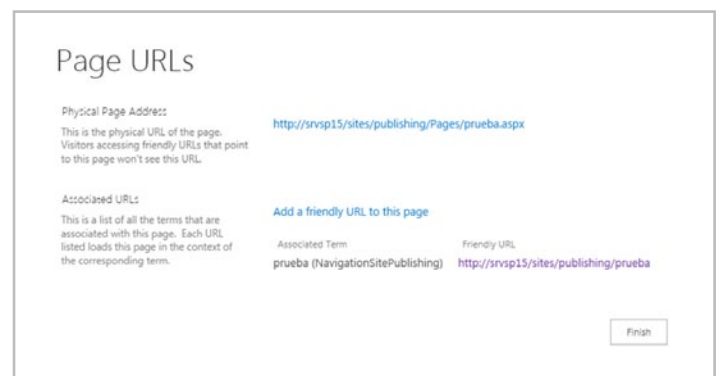 Page URLs
Physical Page Address
This is the physical URL of the page.
Visitors accessing friendly URLs that point
to this page won't see this URL.
http://srvsp15/sites/publishing/Pages/prueba.aspx
Associated URLs
This is a list of all the terms that are
associated with this page. Each URL
listed loads this page in the context of
the corresponding term.
Add a friendly URL to this page
Associated Term Friendly URL
prueba (NavigationSitePublishing) http://srvsp15/sites/publishing/prueba
Finish